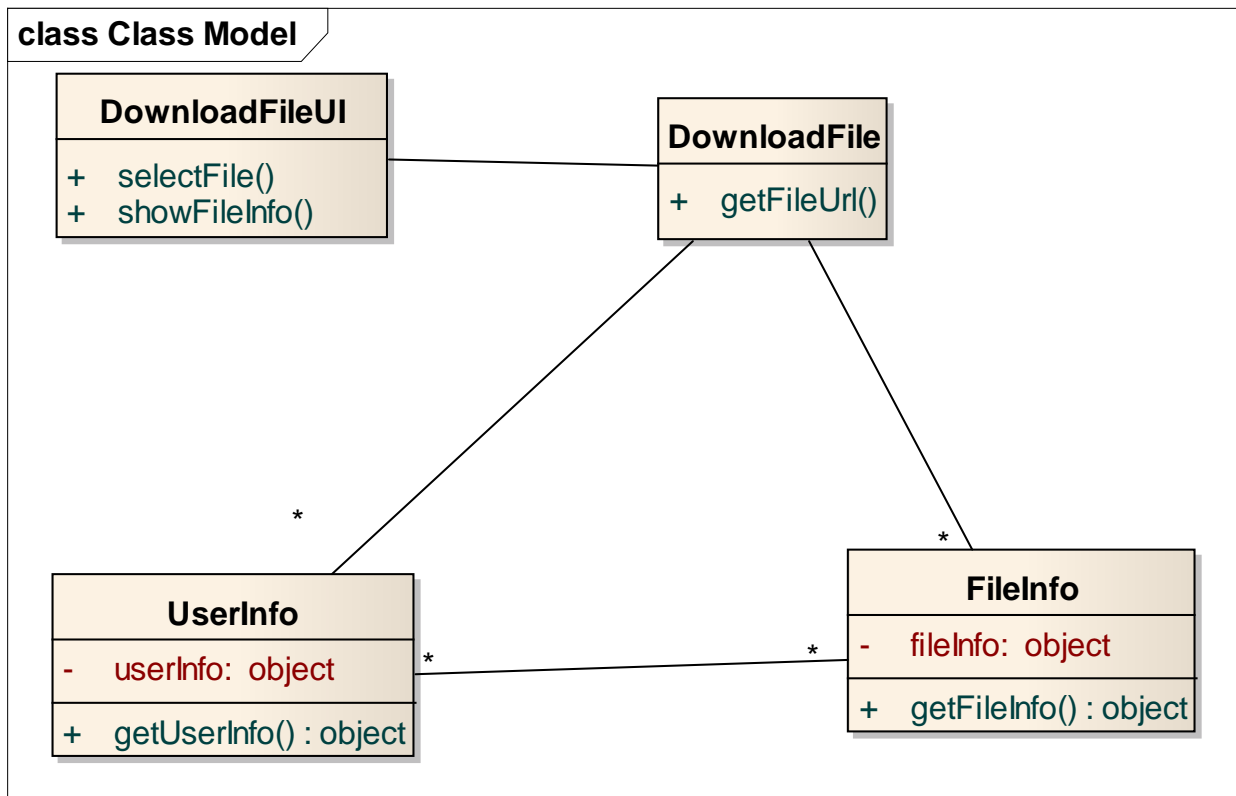 class Class Model
DownloadFileUI
+ selectFile()
+ showFileInfo()
DownloadFile
+ getFileUrl()
*
*
UserInfo
- userInfo: object
+ getUserInfo() : object
*
*
FileInfo
- fileInfo: object
+ getFileInfo() : object